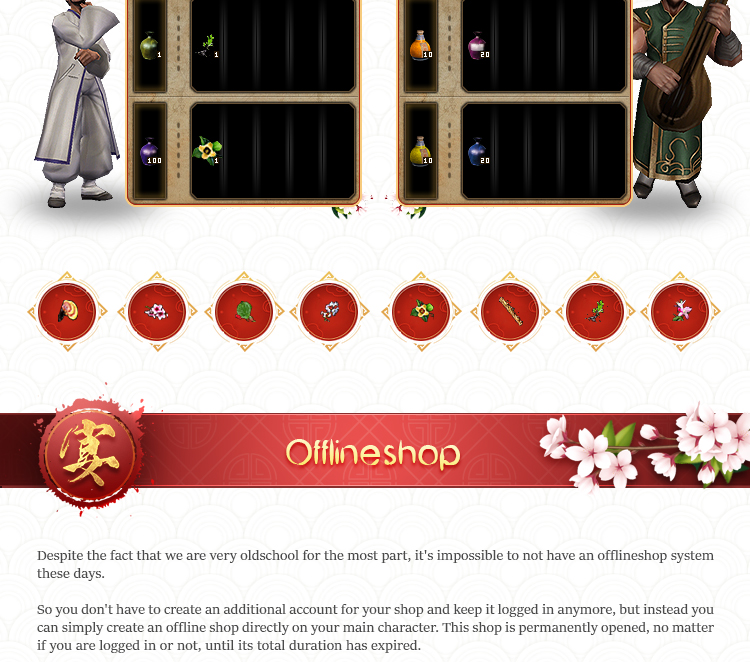 1
1
10
20
100
1
10
20
宴
Offlineshop
Despite the fact that we are very oldschool for the most part, it's impossible to not have an offlineshop system
these days.
So you don't have to create an additional account for your shop and keep it logged in anymore, but instead you
can simply create an offline shop directly on your main character. This shop is permanently opened, no matter
if you are logged in or not, until its total duration has expired.